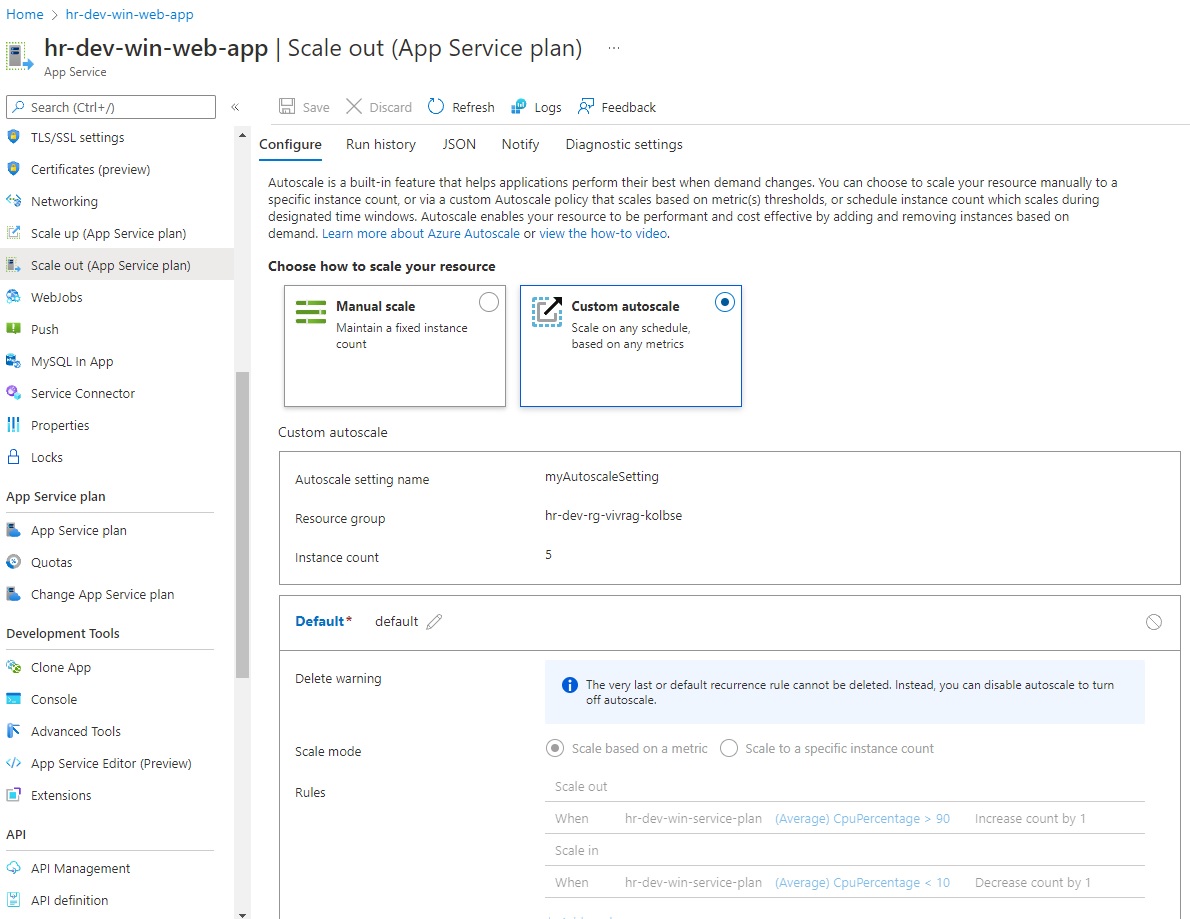 Home > hr-dev-win-web-app
hr-dev-win-web-app | Scale out (App Service plan) ...
App Service
Search (Ctrl+/)
«
TLS/SSL settings
Certificates (preview)
Networking
Scale up (App Service plan)
Scale out (App Service plan)
WebJobs
Push
MySQL In App
Service Connector
Properties
Locks
App Service plan
App Service plan
Quotas
Change App Service plan
Development Tools
Clone App
Console
Advanced Tools
App Service Editor (Preview)
Extensions
API
API Management
API definition
Save Discard Refresh Logs Feedback
Configure Run history JSON Notify Diagnostic settings
Autoscale is a built-in feature that helps applications perform their best when demand changes. You can choose to scale your resource manually to a
specific instance count, or via a custom Autoscale policy that scales based on metric(s) thresholds, or schedule instance count which scales during
designated time windows. Autoscale enables your resource to be performant and cost effective by adding and removing instances based on
demand. Learn more about Azure Autoscale or view the how-to video.
Choose how to scale your resource
Manual scale
Maintain a fixed instance
count
Custom autoscale
Scale on any schedule,
based on any metrics
Custom autoscale
Autoscale setting name myAutoscaleSetting
Resource group hr-dev-rg-vivrag-kolbse
Instance count 5
Default* default
Delete warning
The very last or default recurrence rule cannot be deleted. Instead, you can disable autoscale to turn
off autoscale.
Scale mode Scale based on a metric Scale to a specific instance count
Rules
Scale out
When hr-dev-win-service-plan (Average) CpuPercentage > 90 Increase count by 1
Scale in
When hr-dev-win-service-plan (Average) CpuPercentage < 10 Decrease count by 1